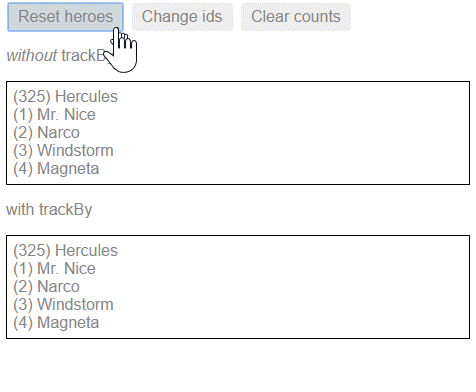 Reset heroes Change ids Clear counts
without trackB
(325) Hercules
(1) Mr. Nice
(2) Narco
(3) Windstorm
(4) Magneta
with trackBy
(325) Hercules
(1) Mr. Nice
(2) Narco
(3) Windstorm
(4) Magneta